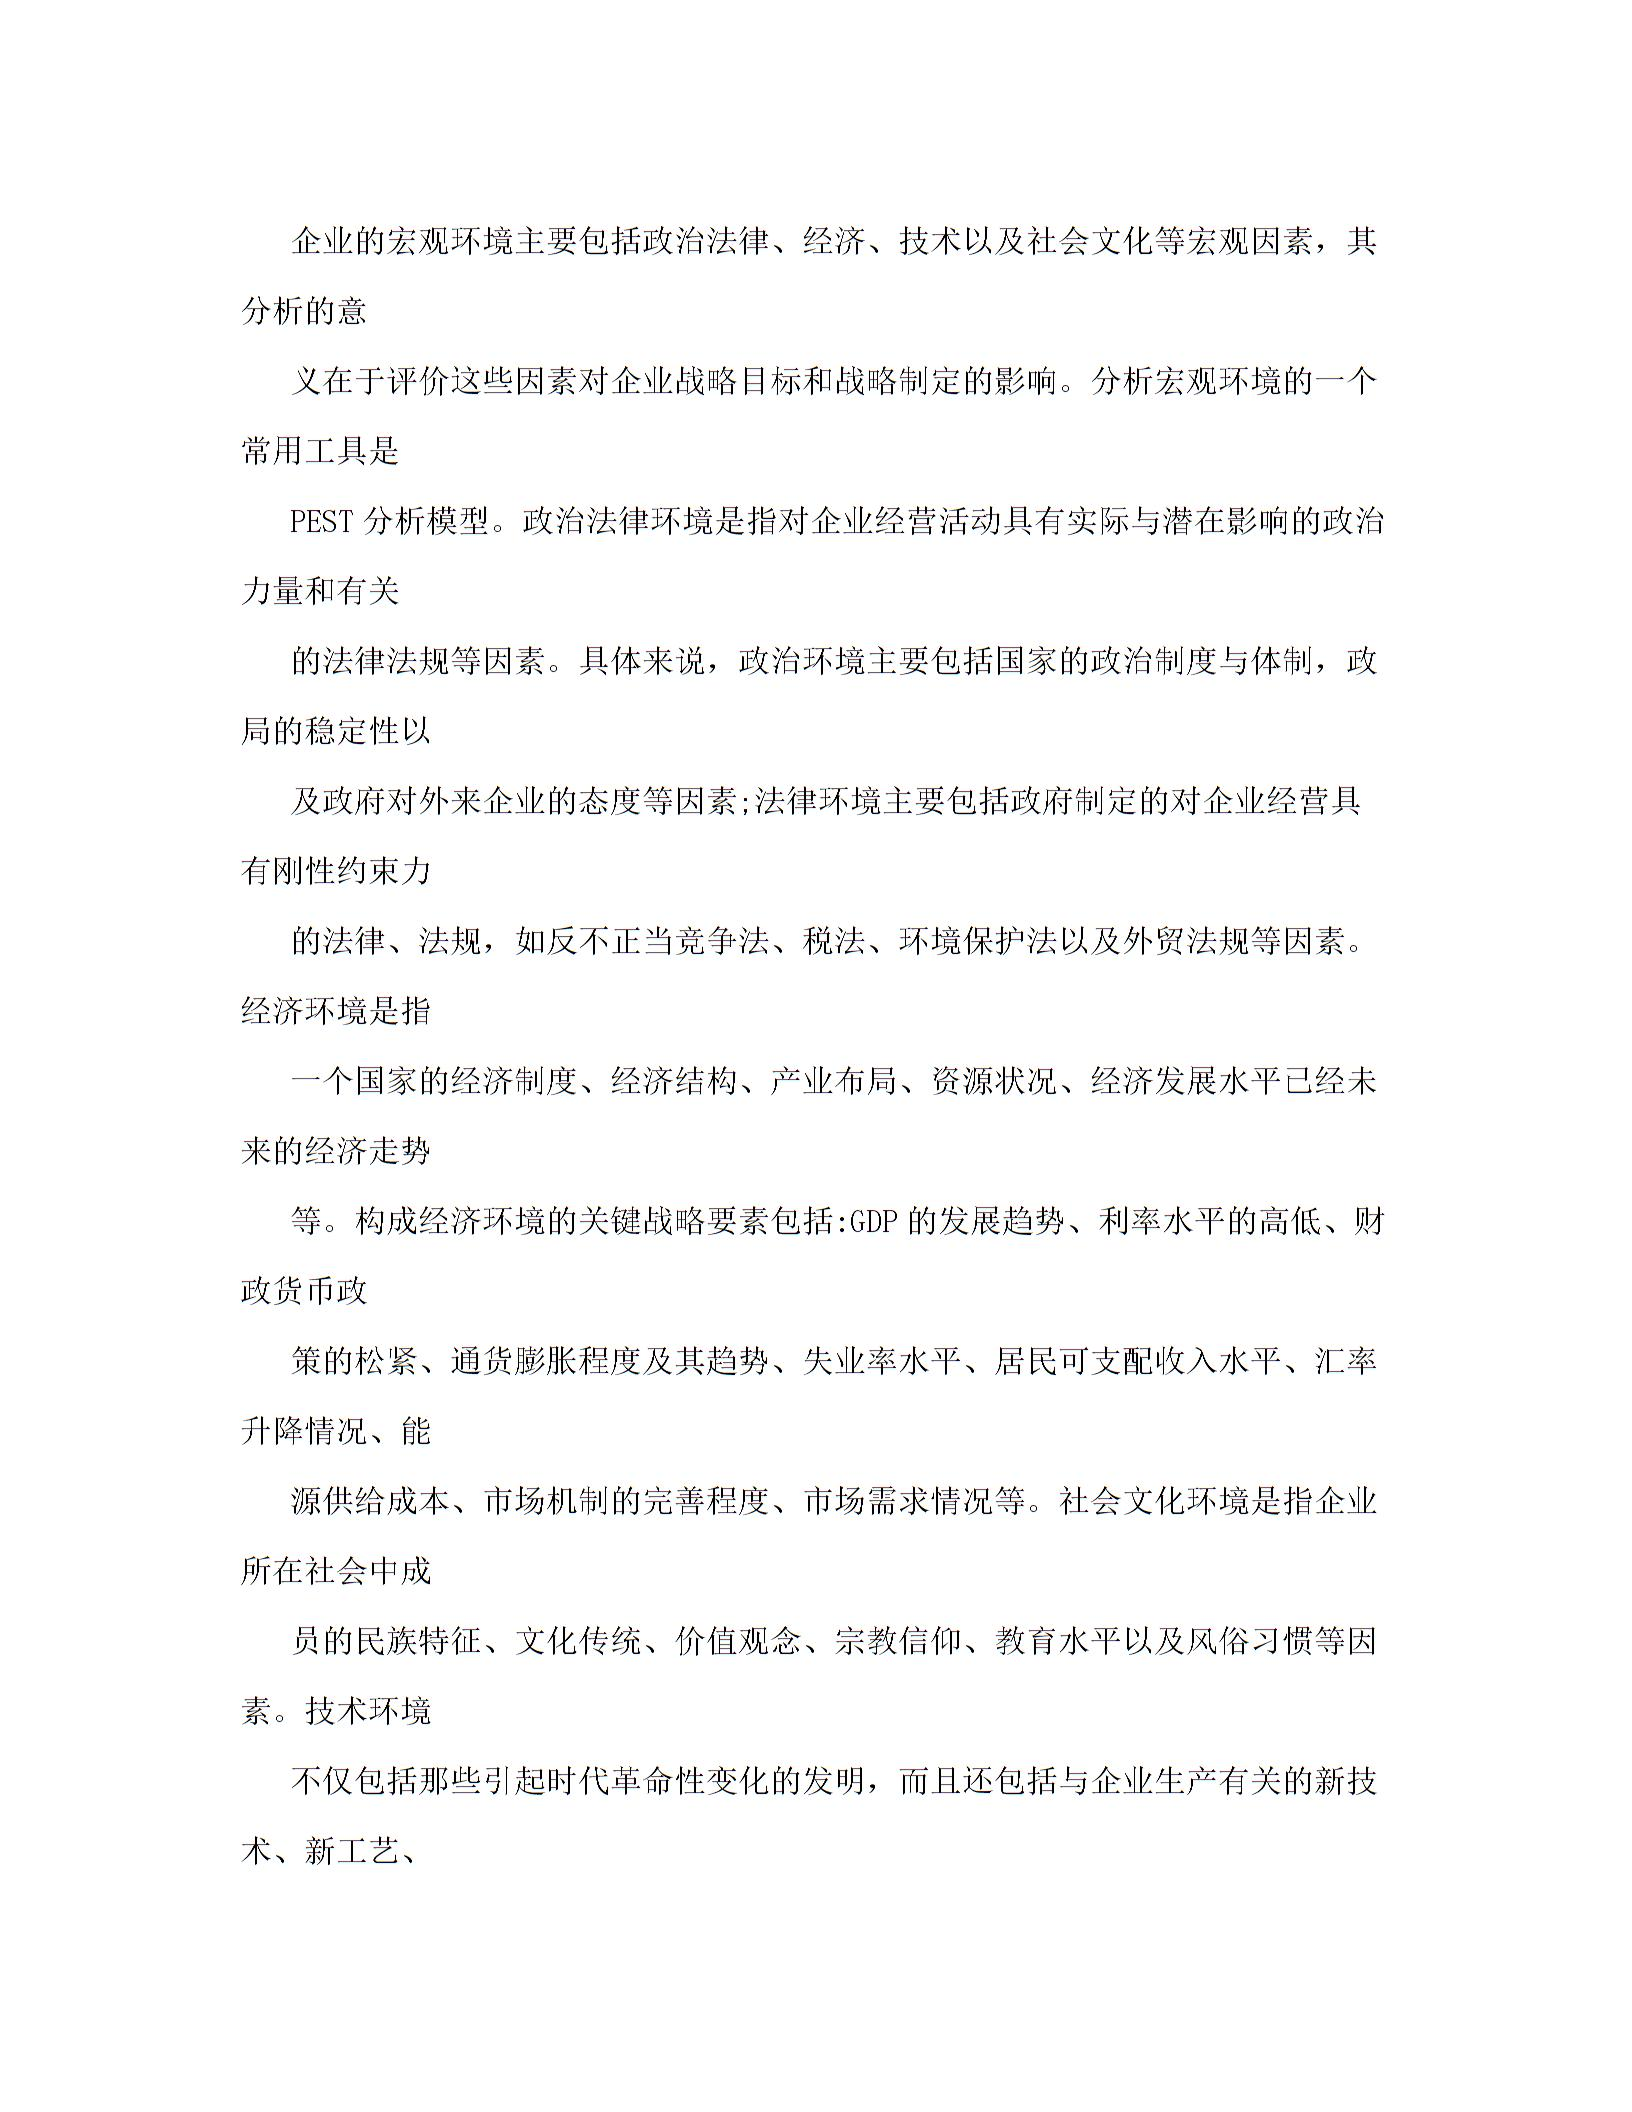 企业的宏观环境主要包括政治法律、经济、技术以及社会文化等宏观因素，其
分析的意
义在于评价这些因素对企业战略目标和战略制定的影响。分析宏观环境的一个
常用工具是
PEST 分析模型。政治法律环境是指对企业经营活动具有实际与潜在影响的政治
力量和有关
的法律法规等因素。具体来说，政治环境主要包括国家的政治制度与体制，政
局的稳定性以
及政府对外来企业的态度等因素;法律环境主要包括政府制定的对企业经营具
有刚性约束力
的法律、法规，如反不正当竞争法、税法、环境保护法以及外贸法规等因素。
经济环境是指
一个国家的经济制度、经济结构、产业布局、资源状况、经济发展水平已经未
来的经济走势
等。构成经济环境的关键战略要素包括:GDP 的发展趋势、利率水平的高低、财
政货币政
策的松紧、通货膨胀程度及其趋势、失业率水平、居民可支配收入水平、汇率
升降情况、能
源供给成本、市场机制的完善程度、市场需求情况等。社会文化环境是指企业
所在社会中成
员的民族特征、文化传统、价值观念、宗教信仰、教育水平以及风俗习惯等因
素。技术环境
不仅包括那些引起时代革命性变化的发明，而且还包括与企业生产有关的新技
术、新工艺、